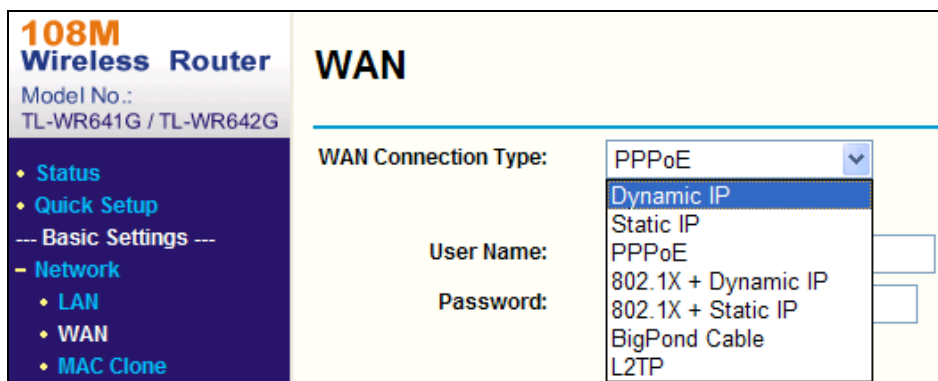 108M
Wireless Router
Model No.:
TL-WR641G / TL-WR642G
• Status
• Quick Setup
--- Basic Settings ---
– Network
• LAN
• WAN
• MAC Clone
WAN
WAN Connection Type:
PPPoE
Dynamic IP
Static IP
PPPoE
802.1X + Dynamic IP
802.1X + Static IP
BigPond Cable
L2TP
User Name:
Password: